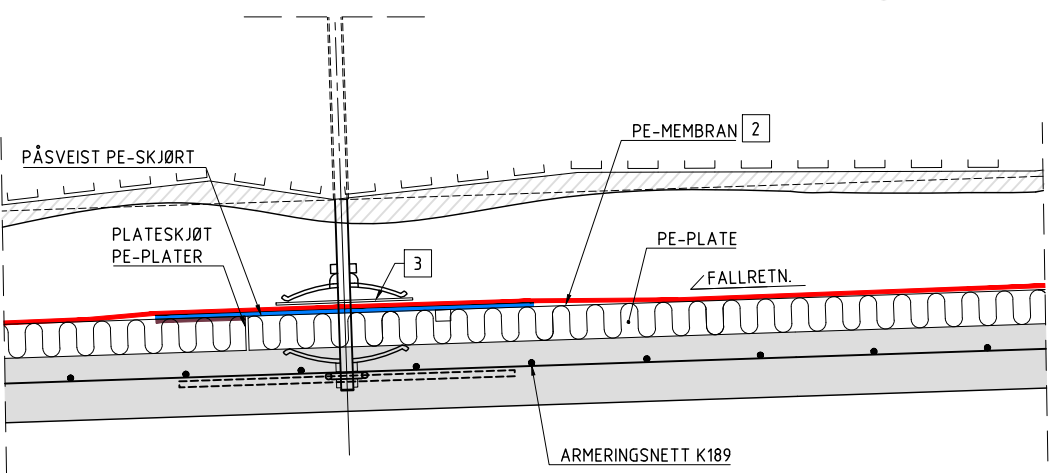 PE-MEMBRAN 2
PÅSVEIST PE-SKJØRT
PLATESKJØT
PE-PLATER
PE-PLATE
3
FALLRETN.
ARMERINGSNETT K189